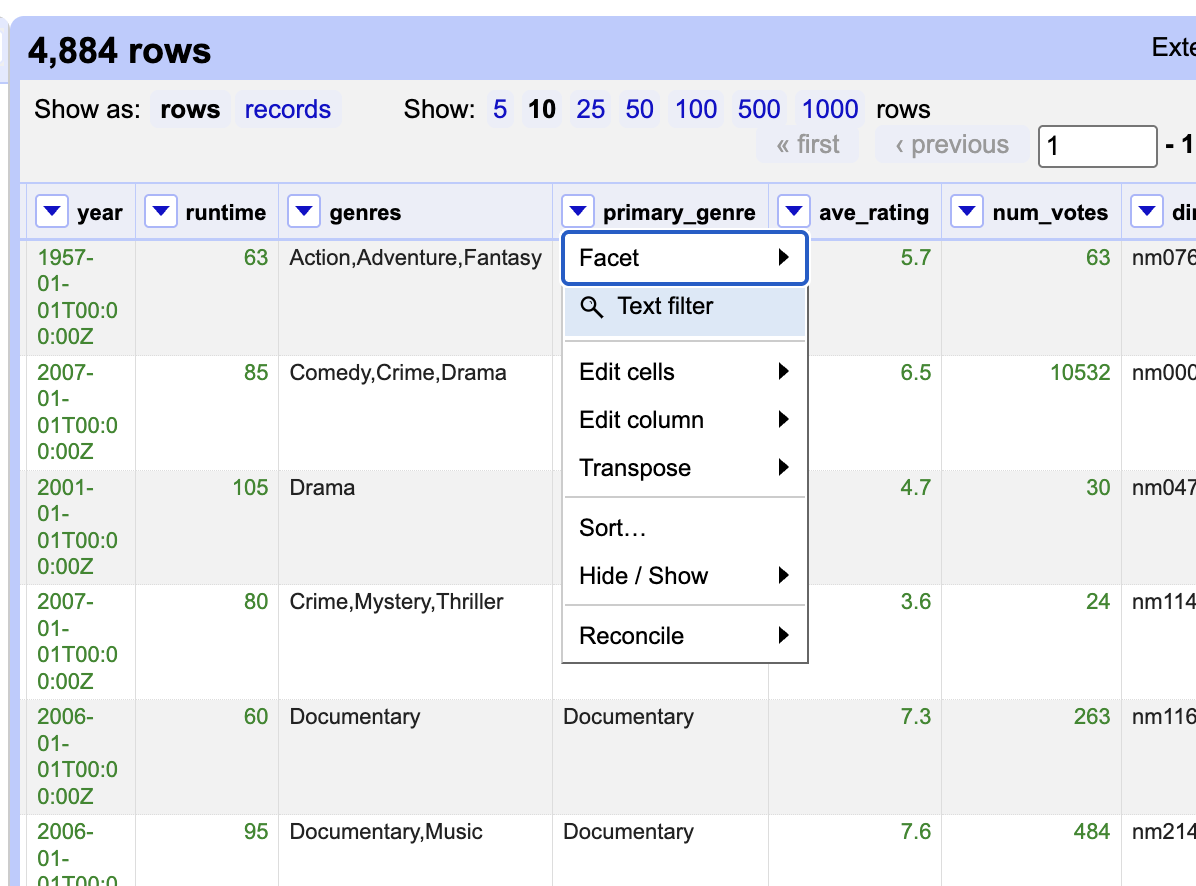 4,884 rows
Show as: rows records Show: 5 10 25 50 100 500 1000 rows
« first ‹ previous 1 - 1
year runtime genres primary_genre ave_rating num_votes
1957-
01-
01T00:0
0:00Z
63 Action,Adventure,Fantasy 5.7 63 nm076
Facet
Text filter
Edit cells
Edit column
Transpose
Sort…
Hide / Show
Reconcile
2007-
01-
01T00:0
0:00Z
85 Comedy,Crime,Drama 6.5 10532 nm000
2001-
01-
01T00:0
0:00Z
105 Drama 4.7 30 nm047
2007-
01-
01T00:0
0:00Z
80 Crime,Mystery,Thriller 3.6 24 nm114
2006-
01-
01T00:0
0:00Z
60 Documentary Documentary 7.3 263 nm116
2006-
01-
95 Documentary,Music Documentary 7.6 484 nm214